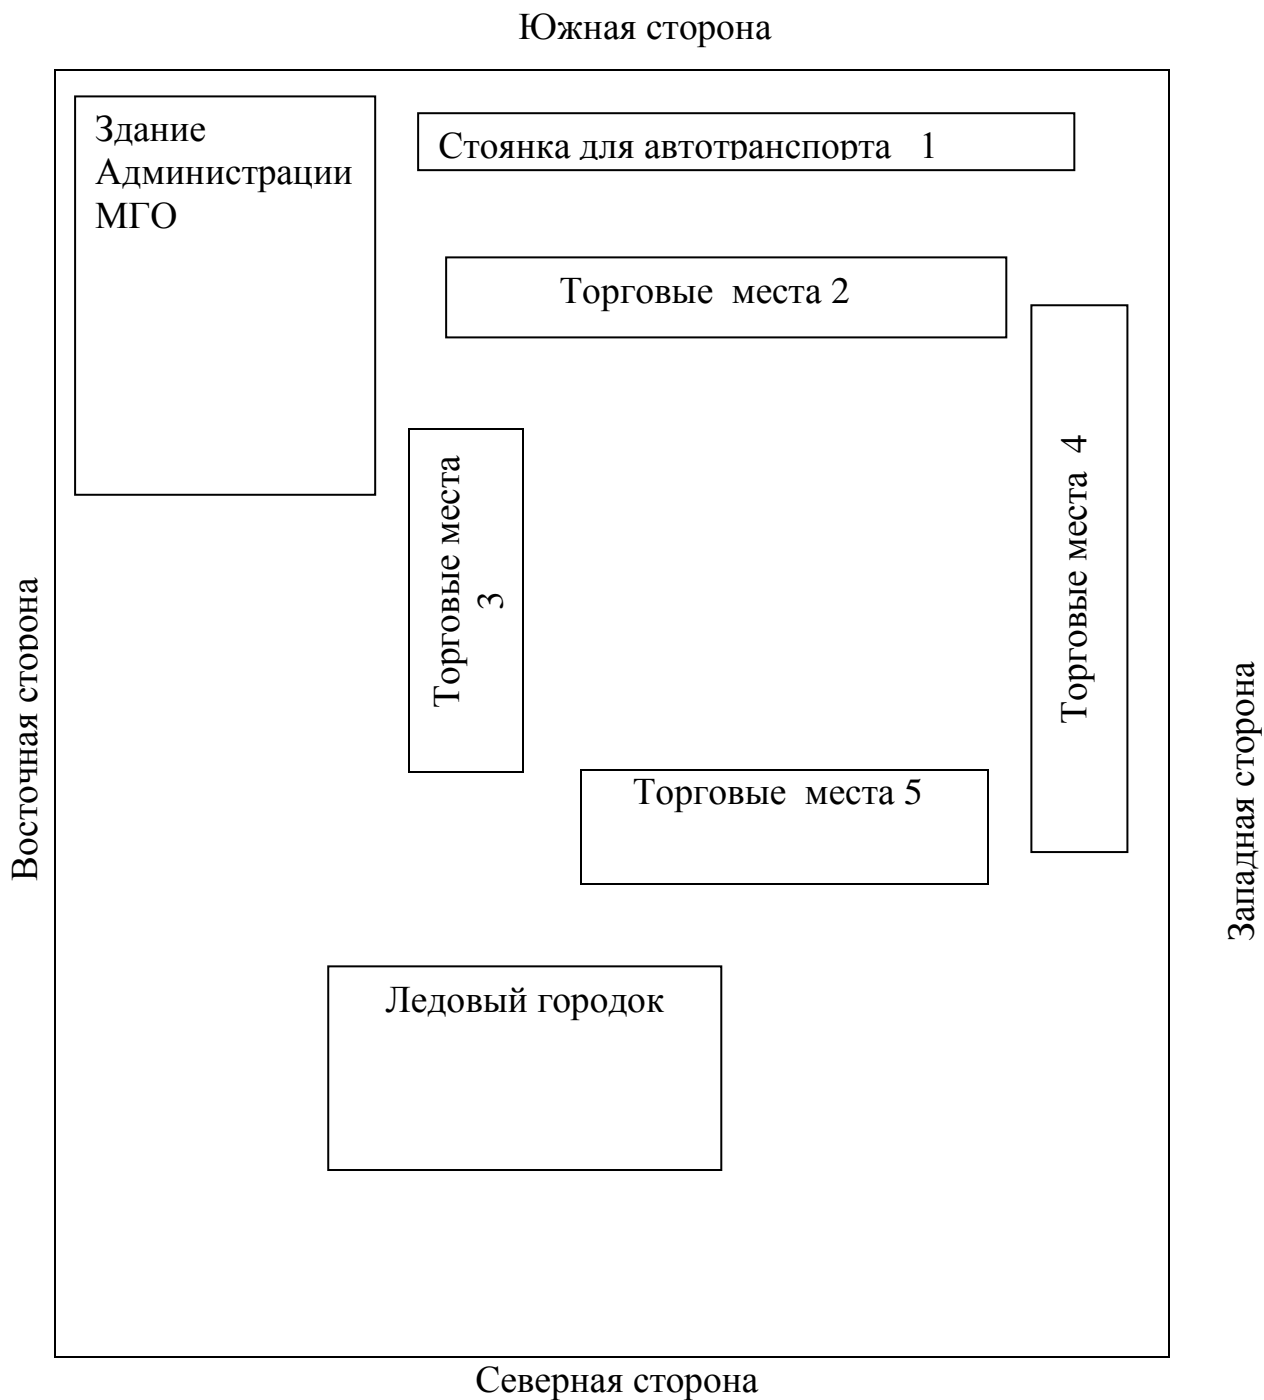 Южная сторона
Здание
Администрации
МГО
Стоянка для автотранспорта 1
Торговые места 2
Торговые места
3
Торговые места 4
Торговые места 5
Восточная сторона
Западная сторона
Ледовый городок
Северная сторона